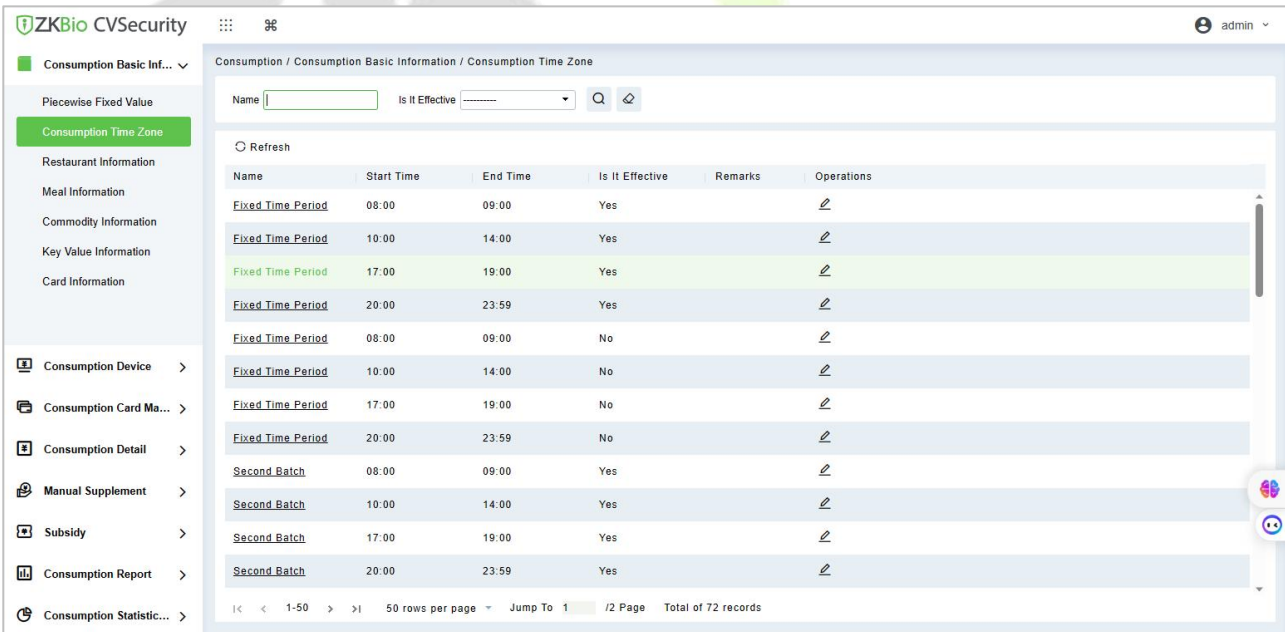 ZKBio CVSecurity
admin
Consumption Basic Inf...
Consumption / Consumption Basic Information / Consumption Time Zone
Piecewise Fixed Value
Consumption Time Zone
Restaurant Information
Meal Information
Commodity Information
Key Value Information
Card Information
Consumption Device
Consumption Card Ma...
Consumption Detail
Manual Supplement
Subsidy
Consumption Report
Consumption Statistic...
Name Is It Effective ----------
Refresh
Name Start Time End Time Is It Effective Remarks Operations
Fixed Time Period 08:00 09:00 Yes
Fixed Time Period 10:00 14:00 Yes
Fixed Time Period 17:00 19:00 Yes
Fixed Time Period 20:00 23:59 Yes
Fixed Time Period 08:00 09:00 No
Fixed Time Period 10:00 14:00 No
Fixed Time Period 17:00 19:00 No
Fixed Time Period 20:00 23:59 No
Second Batch 08:00 09:00 Yes
Second Batch 10:00 14:00 Yes
Second Batch 17:00 19:00 Yes
Second Batch 20:00 23:59 Yes
1-50 50 rows per page Jump To 1 /2 Page Total of 72 records